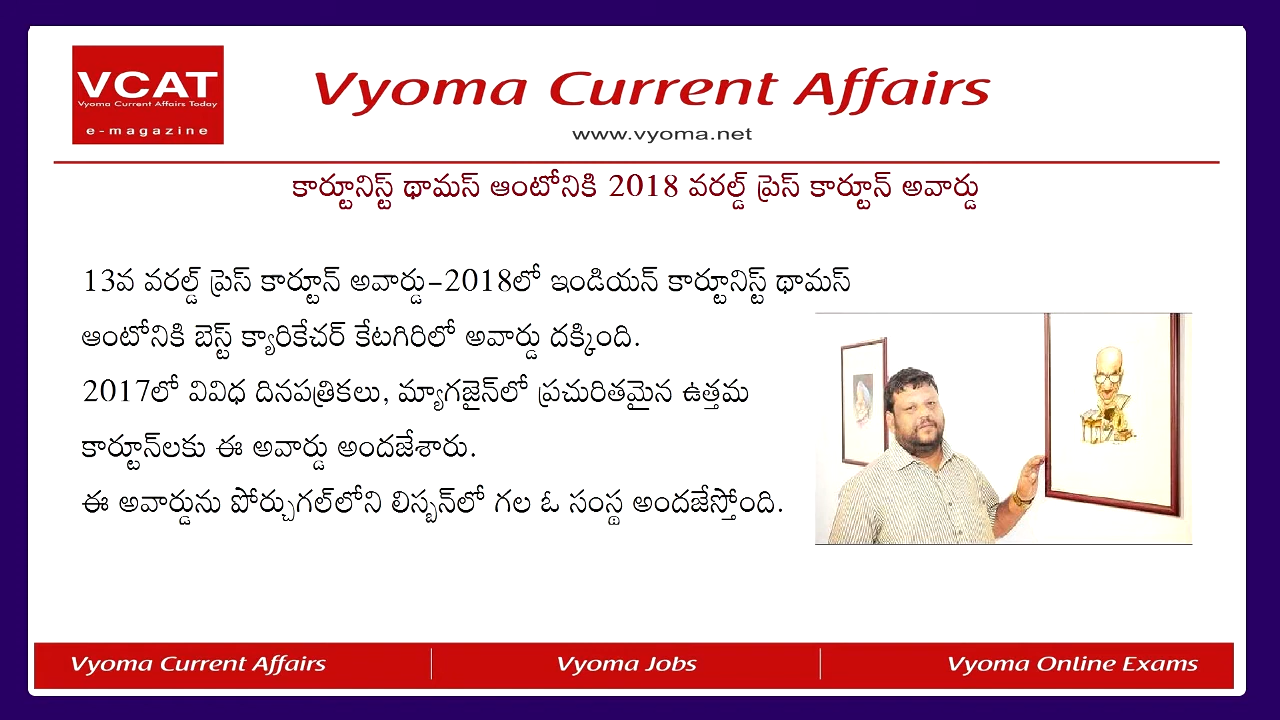 VCAT
Vyoma Current Affairs Today
e-magazine
Vyoma Current Affairs
www.vyoma.net
కార్టూనిస్ట్ థామస్ ఆంటోనికి 2018 వరల్డ్ ప్రెస్ కార్టూన్ అవార్డు
13వ వరల్డ్ ప్రెస్ కార్టూన్ అవార్డు-2018లో ఇండియన్ కార్టూనిస్ట్ థామస్
ఆంటోనికి బెస్ట్ క్యారికేచర్ కేటగిరిలో అవార్డు దక్కింది.
2017లో వివిధ దినపత్రికలు, మ్యాగజైన్‌లో ప్రచురితమైన ఉత్తమ
కార్టూన్‌లకు ఈ అవార్డు అందజేశారు.
ఈ అవార్డును పోర్చుగల్‌లోని లిస్బన్‌లో గల ఓ సంస్థ అందజేస్తోంది.
Vyoma Current Affairs
Vyoma Jobs
Vyoma Online Exams